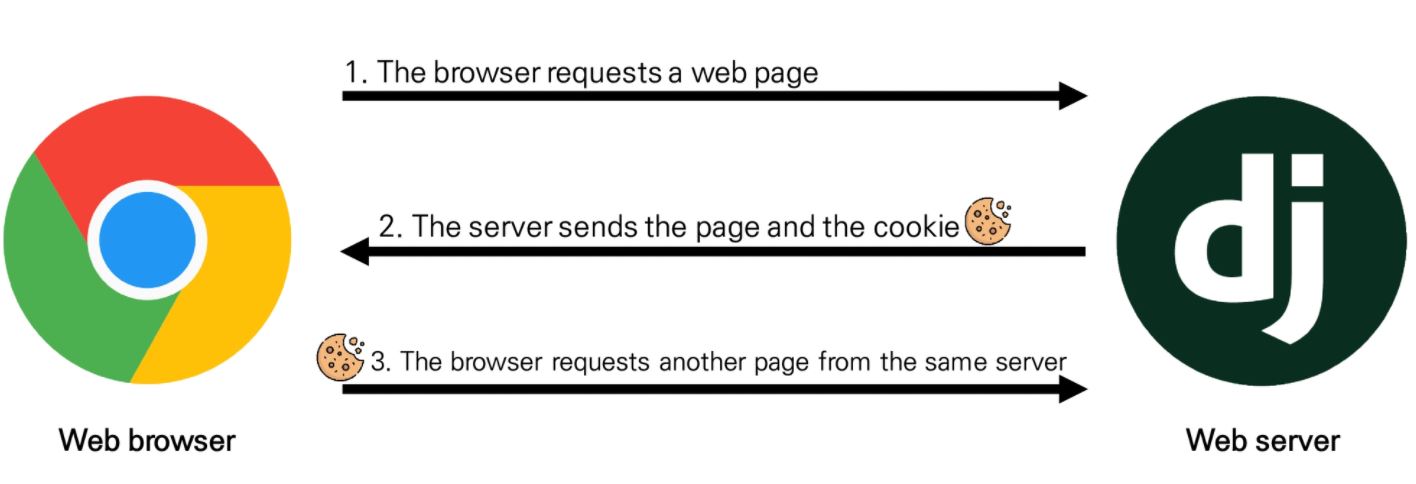 1. The browser requests a web page
2. The server sends the page and the cookie
3. The browser requests another page from the same server
dj
Web browser
Web server